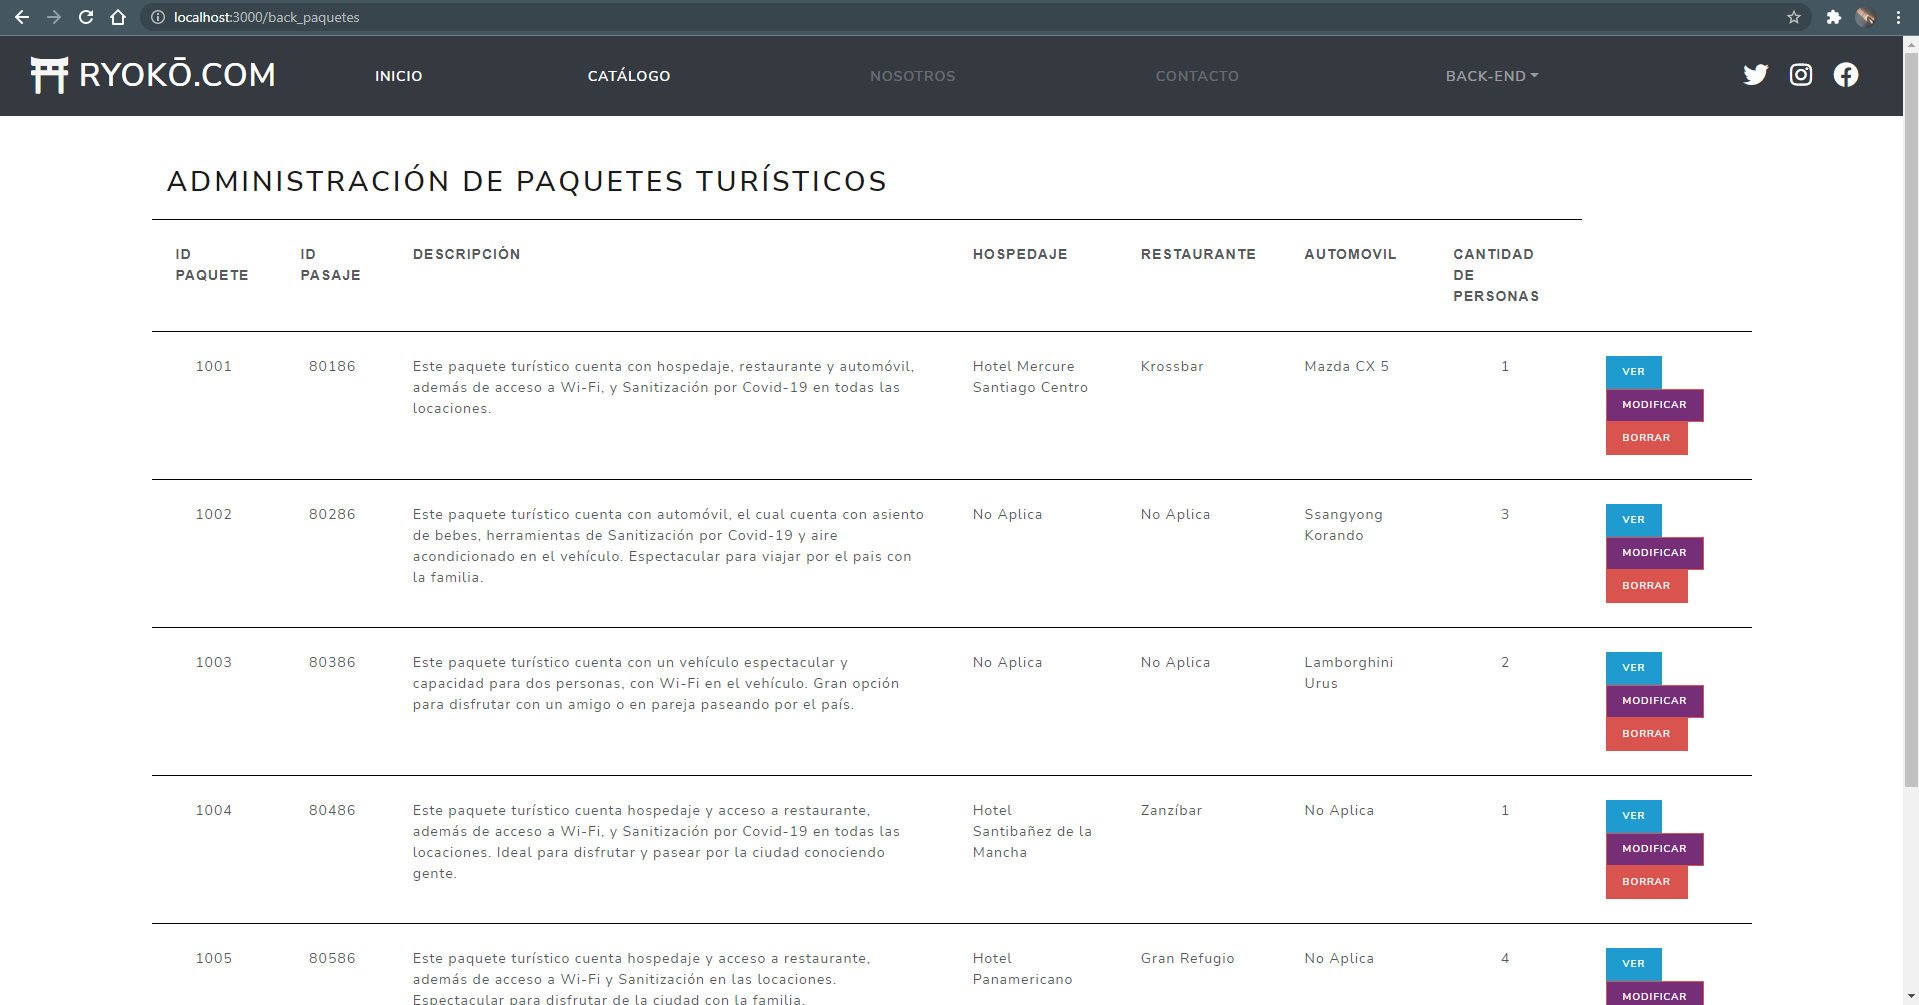 localhost:3000/back_paquetes
RYOKŌ.COM
INICIO
CATÁLOGO
NOSOTROS
CONTACTO
BACK-END
ADMINISTRACIÓN DE PAQUETES TURÍSTICOS
ID
PAQUETE
ID
PASAJE
DESCRIPCIÓN
HOSPEDAJE
RESTAURANTE
AUTOMOVIL
CANTIDAD
DE
PERSONAS
1001
80186
Este paquete turístico cuenta con hospedaje, restaurante y automóvil,
además de acceso a Wi-Fi, y Sanitización por Covid-19 en todas las
locaciones.
Hotel Mercure
Santiago Centro
Krossbar
Mazda CX 5
1
VER
MODIFICAR
BORRAR
1002
80286
Este paquete turístico cuenta con automóvil, el cual cuenta con asiento
de bebes, herramientas de Sanitización por Covid-19 y aire
acondicionado en el vehículo. Espectacular para viajar por el pais con
la familia.
No Aplica
No Aplica
Ssangyong
Korando
3
VER
MODIFICAR
BORRAR
1003
80386
Este paquete turístico cuenta con un vehículo espectacular y
capacidad para dos personas, con Wi-Fi en el vehículo. Gran opción
para disfrutar con un amigo o en pareja paseando por el país.
No Aplica
No Aplica
Lamborghini
Urus
2
VER
MODIFICAR
BORRAR
1004
80486
Este paquete turístico cuenta hospedaje y acceso a restaurante,
además de acceso a Wi-Fi, y Sanitización por Covid-19 en todas las
locaciones. Ideal para disfrutar y pasear por la ciudad conociendo
gente.
Hotel
Santibañez de la
Mancha
Zanzíbar
No Aplica
1
VER
MODIFICAR
BORRAR
1005
80586
Este paquete turístico cuenta hospedaje y acceso a restaurante,
además de acceso a Wi-Fi y Sanitización en las locaciones.
Espectacular para disfrutar de la ciudad con la familia.
Hotel
Panamericano
Gran Refugio
No Aplica
4
VER
MODIFICAR